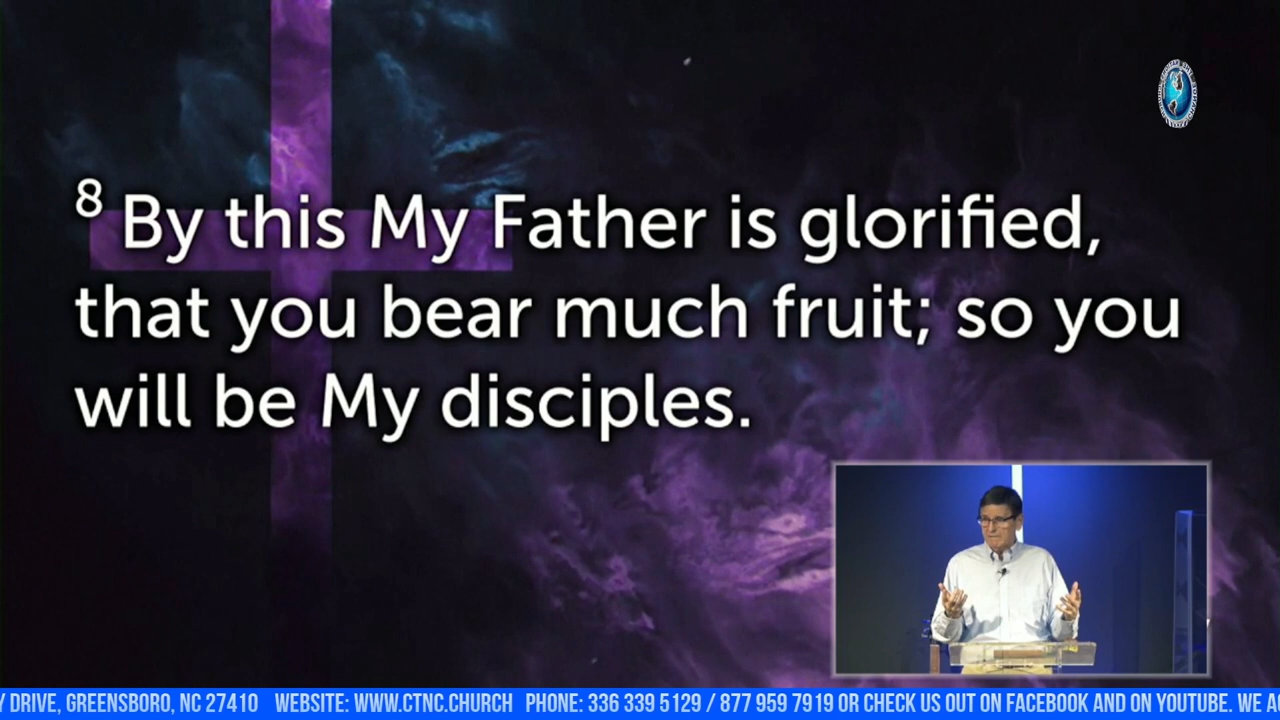 8 By this My Father is glorified,
that you bear much fruit; so you
will be My disciples.
Y DRIVE, GREENSBORO, NC 27410 WEBSITE: WWW.CTNC.CHURCH PHONE: 336 339 5129 / 877 959 7919 OR CHECK US OUT ON FACEBOOK AND ON YOUTUBE. WE